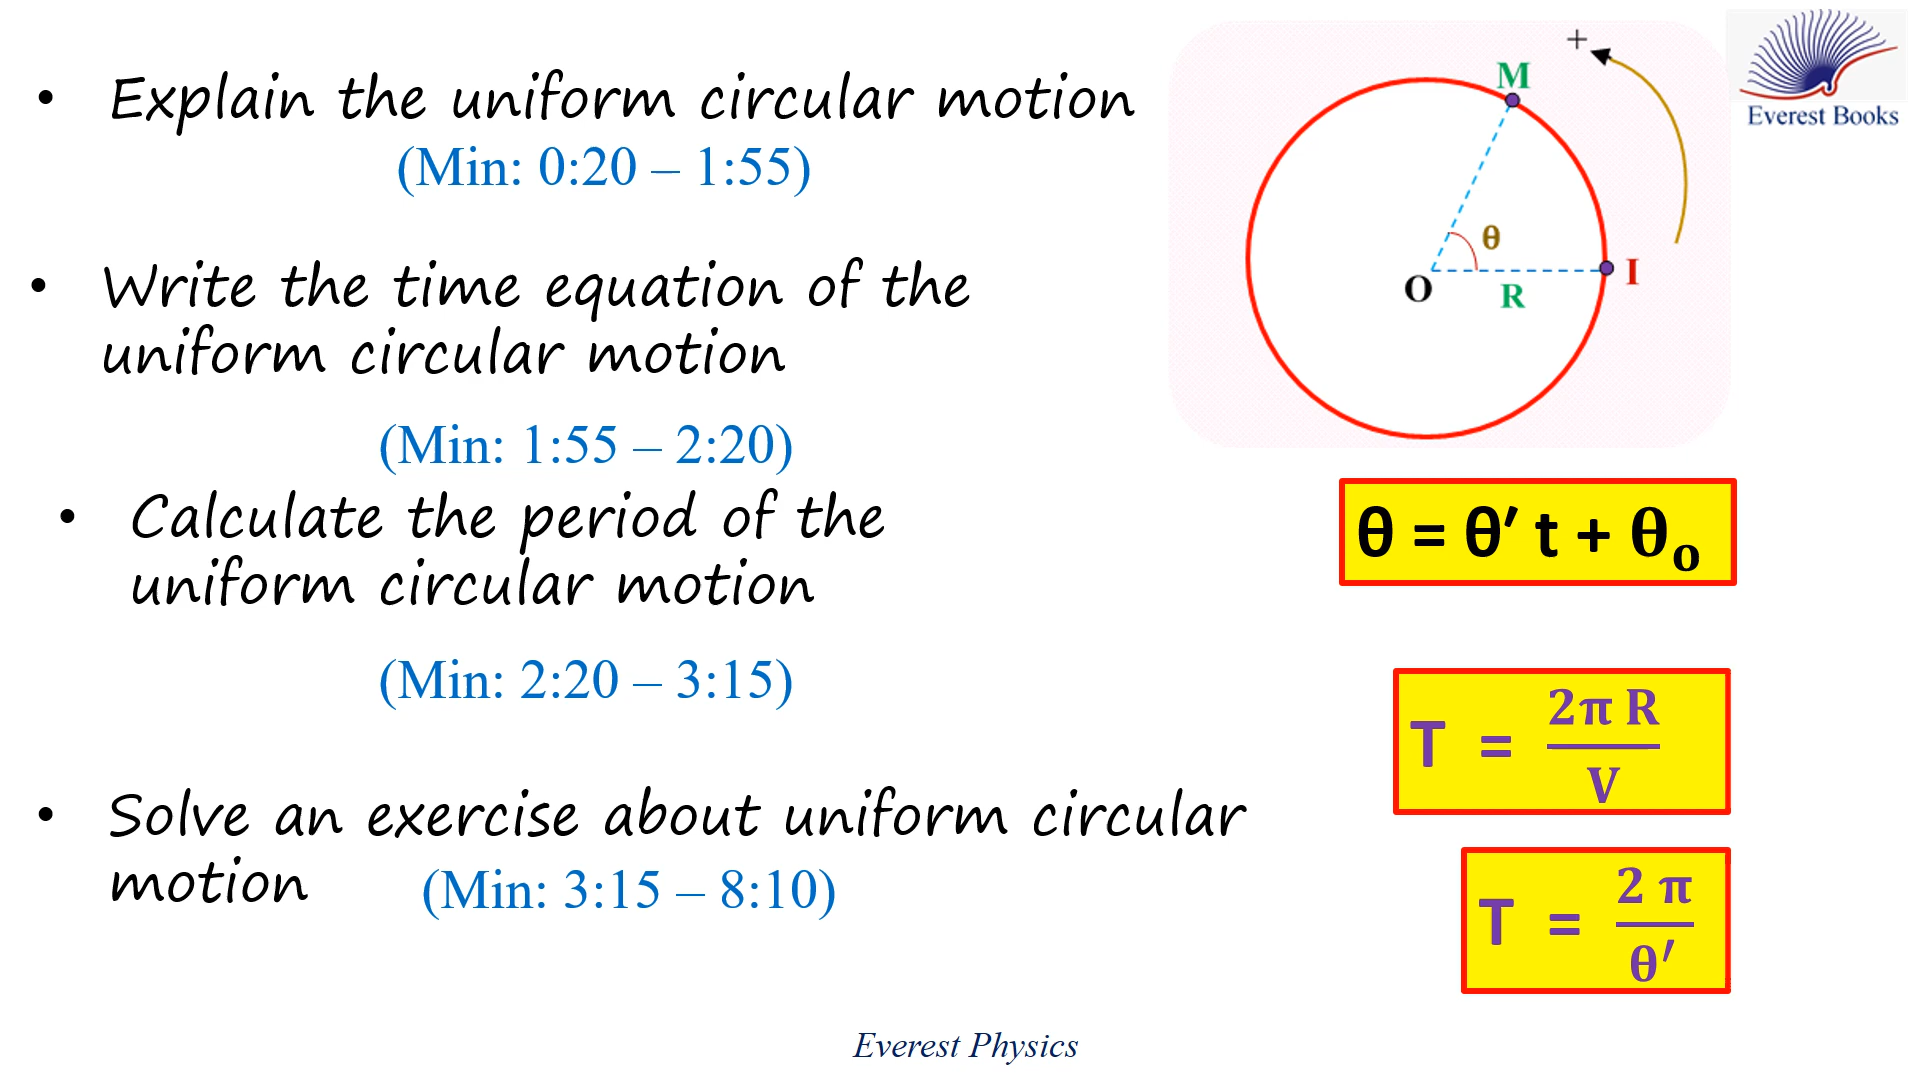 • Explain the uniform circular motion
(Min: 0:20 – 1:55)
• Write the time equation of the
uniform circular motion
(Min: 1:55 – 2:20)
• Calculate the period of the
uniform circular motion
(Min: 2:20 – 3:15)
• Solve an exercise about uniform circular
motion (Min: 3:15 – 8:10)
+
M
θ
O
R
I
Everest Books
θ = θ′ t + θₒ
T = 2π R / V
T = 2 π / θ′
Everest Physics